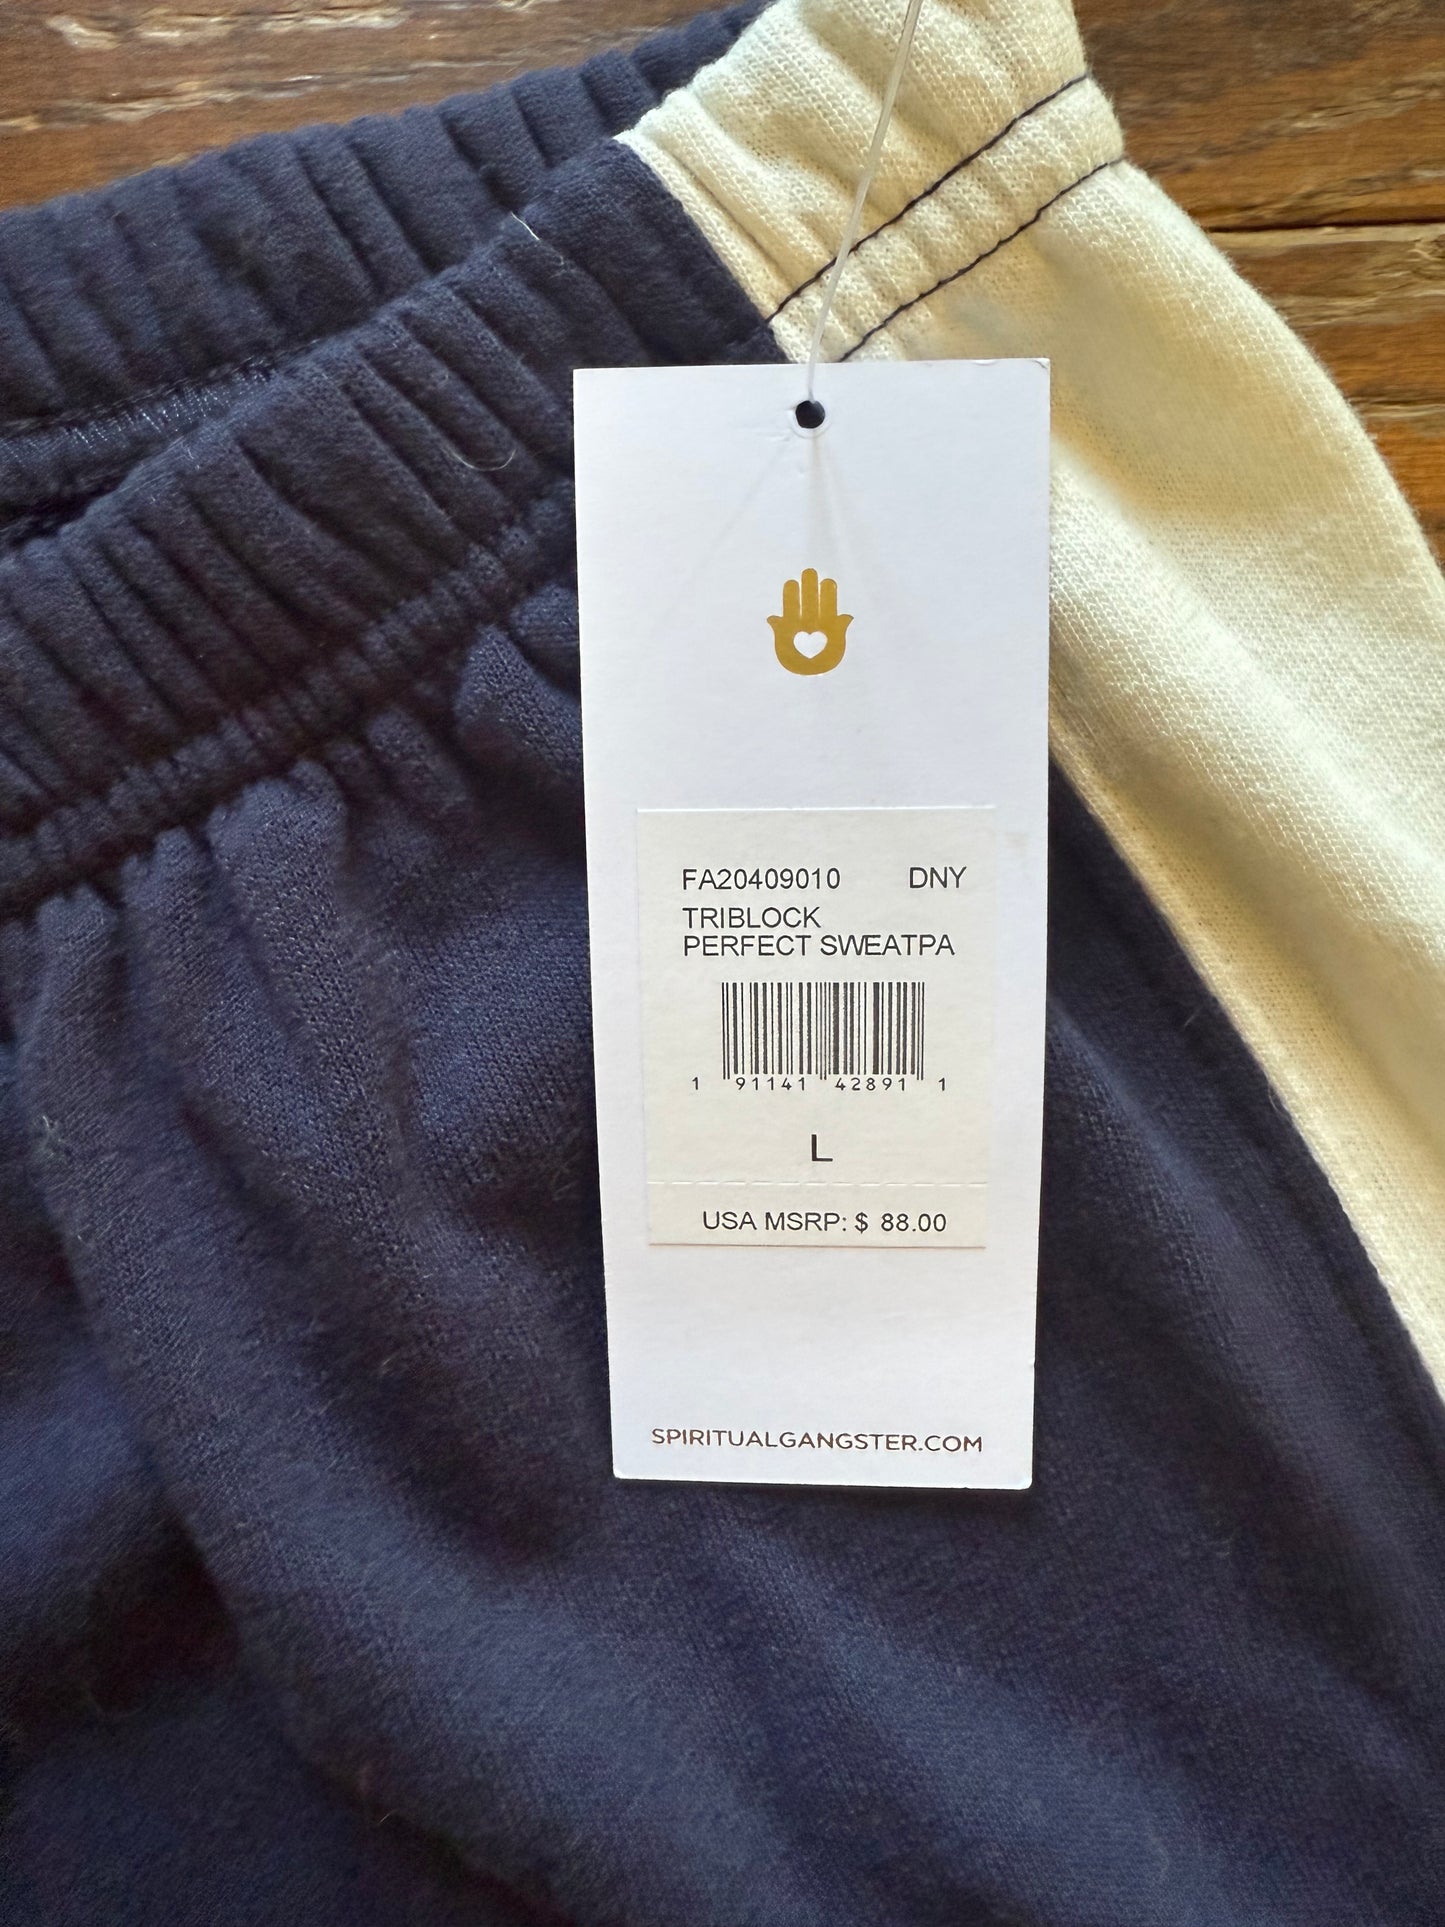 FA20409010 DNY
TRIBLOCK
PERFECT SWEATPA
1 91141 42891 1
L
USA MSRP: $ 88.00
SPIRITUALGANGSTER.COM